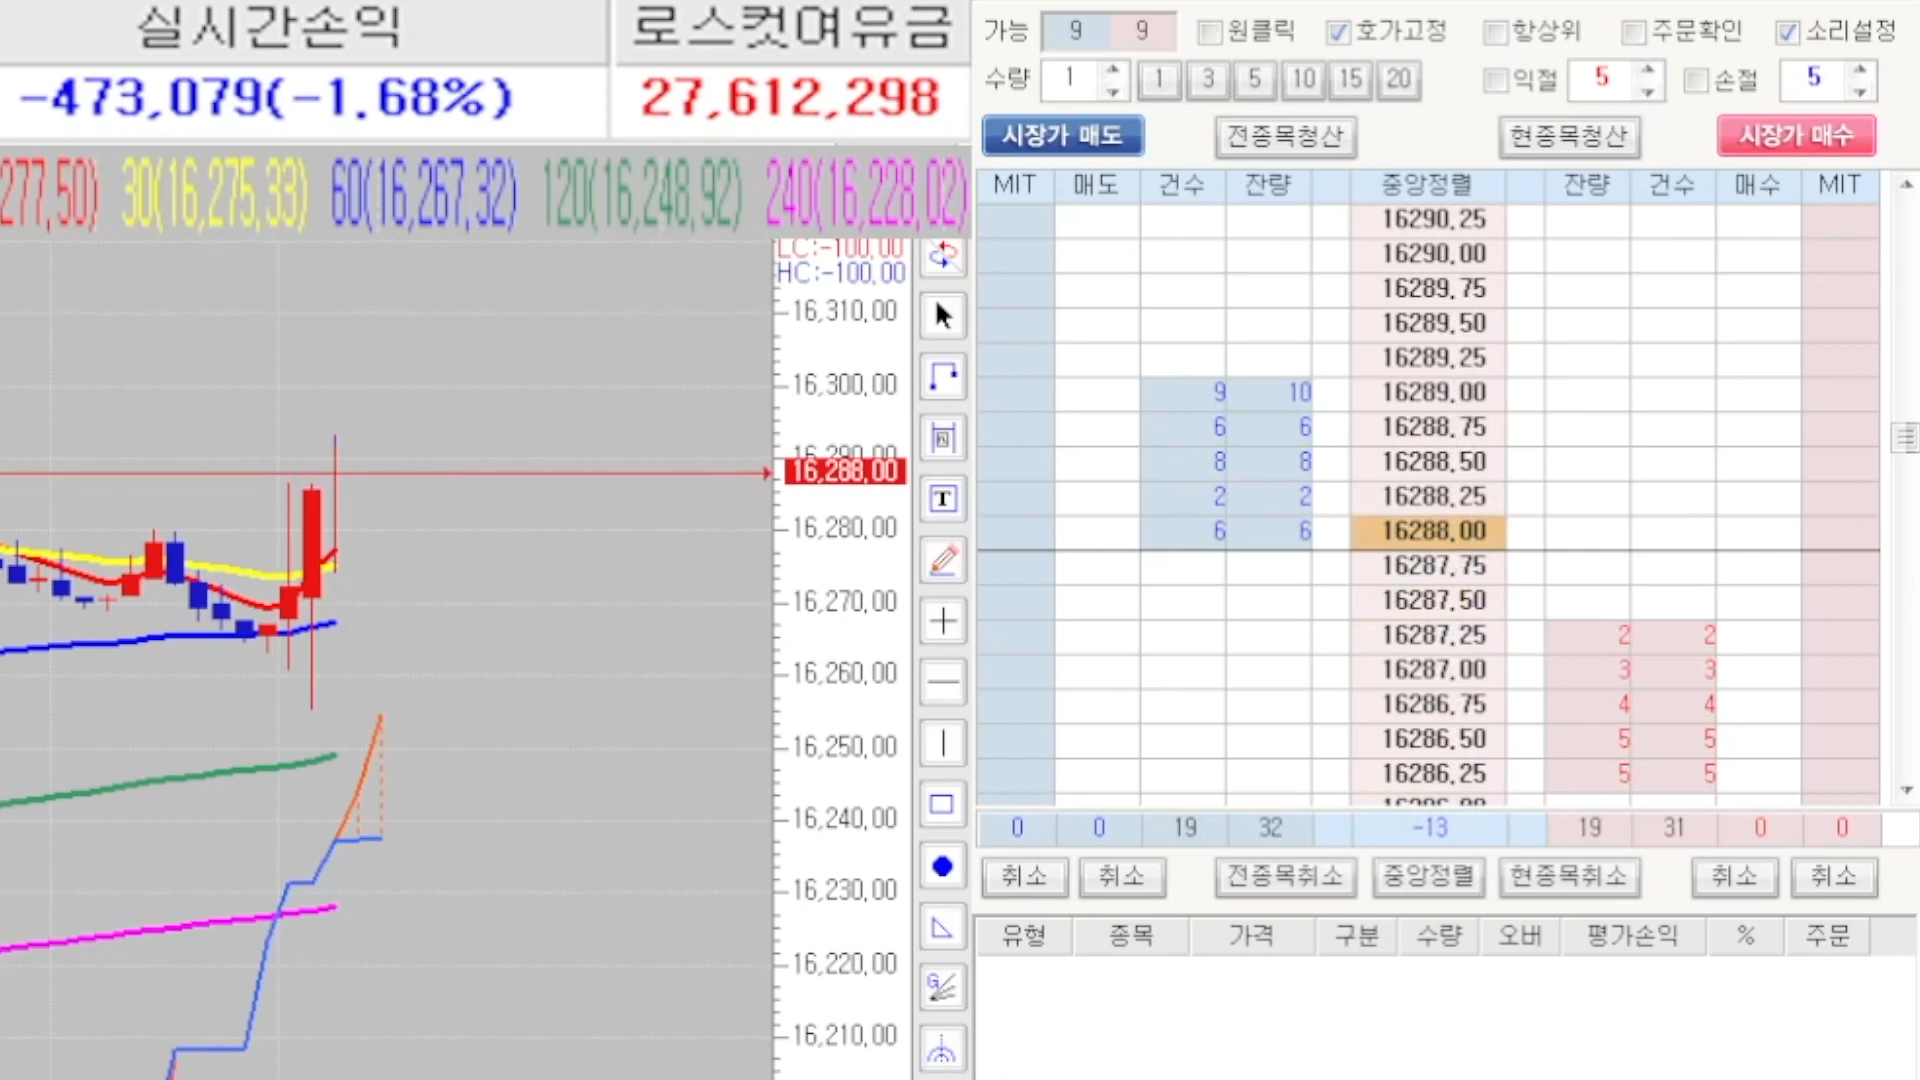 실시간손익 로스컷여유금
-473,079(-1.68%) 27,612,298
277,50) 30(16,275,33) 60(16,267,32) 120(16,248,92) 240(16,228,02)
LC:-100,00
HC:-100,00
16,310,00
16,300,00
16,290,00
16,288,00
16,280,00
16,270,00
16,260,00
16,250,00
16,240,00
16,230,00
16,220,00
16,210,00
T
G
가능 9 9 원클릭 호가고정 항상위 주문확인 소리설정
수량 1 1 3 5 10 15 20 익절 5 손절 5
시장가 매도 전종목청산 현종목청산 시장가 매수
MIT 매도 건수 잔량 중앙정렬 잔량 건수 매수 MIT
16290,25
16290,00
16289,75
16289,50
16289,25
9 10 16289,00
6 6 16288,75
8 8 16288,50
2 2 16288,25
6 6 16288,00
16287,75
16287,50
16287,25 2 2
16287,00 3 3
16286,75 4 4
16286,50 5 5
16286,25 5 5
0 0 19 32 -13 19 31 0 0
취소 취소 전종목취소 중앙정렬 현종목취소 취소 취소
유형 종목 가격 구분 수량 오버 평가손익 % 주문